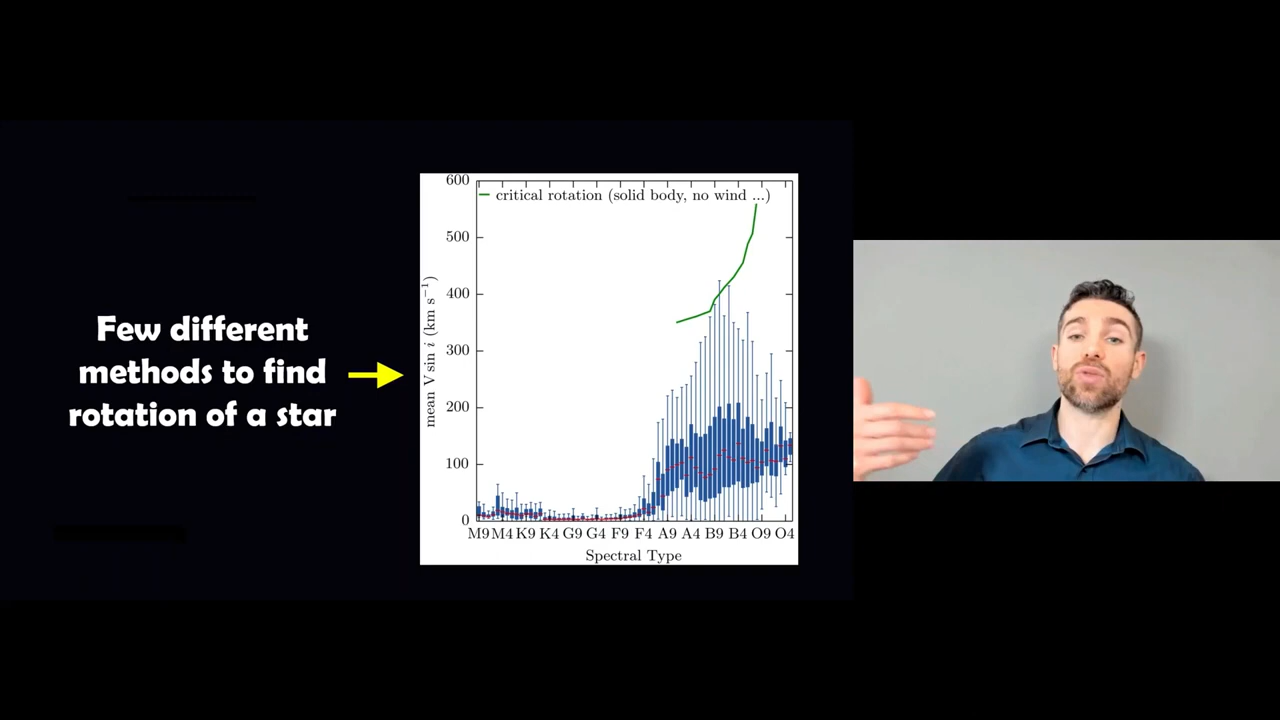 Few different
methods to find
rotation of a star
600
critical rotation (solid body, no wind ...)
500
400
300
200
100
0
mean V sin i (km s⁻¹)
M9 M4 K9 K4 G9 G4 F9 F4 A9 A4 B9 B4 O9 O4
Spectral Type